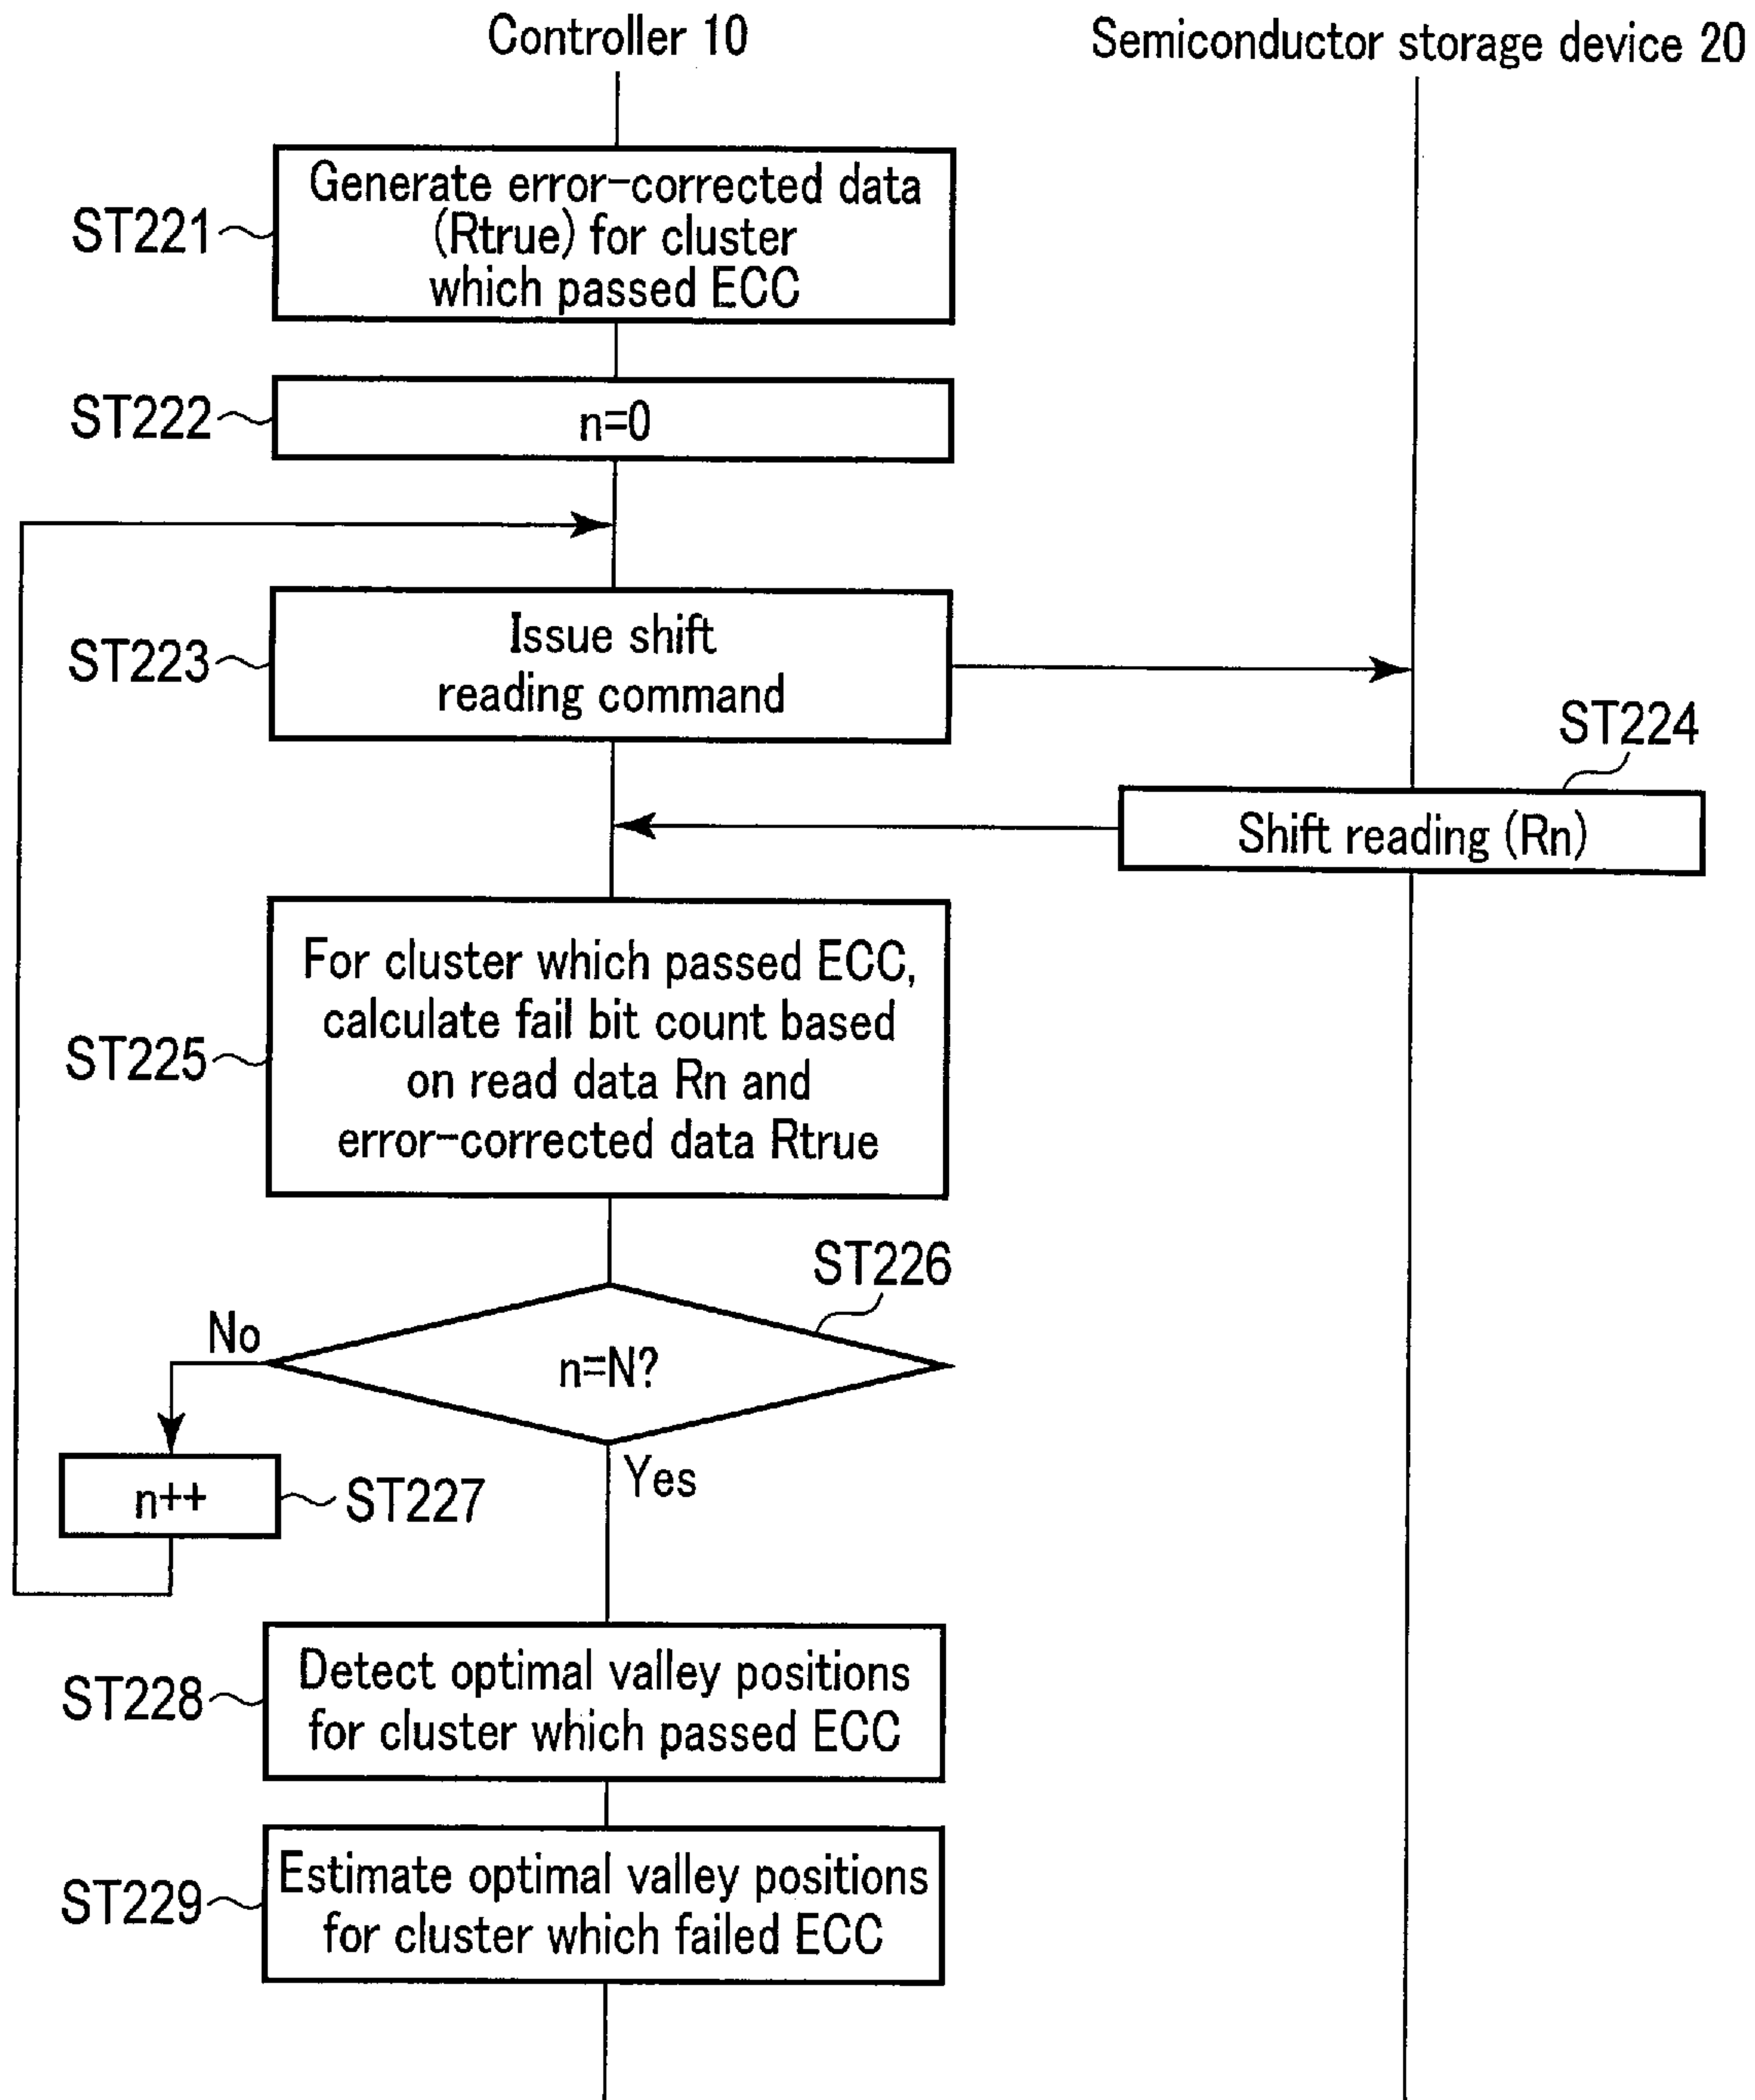 Controller 10
Semiconductor storage device 20
ST221
Generate error-corrected data
(Rtrue) for cluster
which passed ECC
ST222
n=0
ST223
Issue shift
reading command
ST224
Shift reading (Rn)
ST225
For cluster which passed ECC,
calculate fail bit count based
on read data Rn and
error-corrected data Rtrue
ST226
No
n=N?
Yes
n++
ST227
ST228
Detect optimal valley positions
for cluster which passed ECC
ST229
Estimate optimal valley positions
for cluster which failed ECC